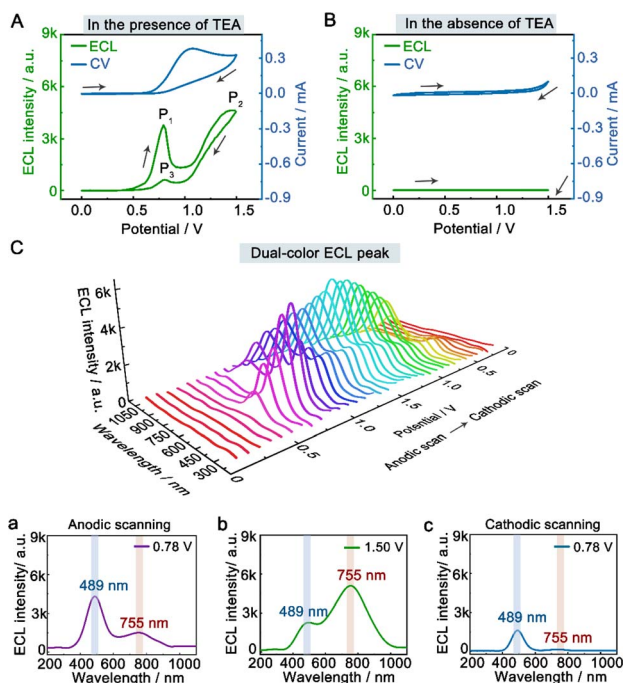 A
In the presence of TEA
ECL
CV
9k
6k
3k
0
ECL intensity / a.u.
0.3
0.0
-0.3
-0.6
-0.9
Current / mA
P1
P2
P3
0.0 0.5 1.0 1.5
Potential / V
B
In the absence of TEA
ECL
CV
9k
6k
3k
0
ECL intensity / a.u.
0.3
0.0
-0.3
-0.6
-0.9
Current / mA
0.0 0.5 1.0 1.5
Potential / V
C
Dual-color ECL peak
6k
4k
2k
0
ECL intensity / a.u.
1050
900
750
600
450
300
Wavelength / nm
0
0.5
1.0
1.5
1.0
0.5
0
Potential / V
Anodic scan → Cathodic scan
a
Anodic scanning
0.78 V
489 nm
755 nm
9k
6k
3k
0
ECL intensity/ a.u.
200 400 600 800 1000
Wavelength / nm
b
1.50 V
489 nm
755 nm
9k
6k
3k
0
ECL intensity/ a.u.
200 400 600 800 1000
Wavelength / nm
c
Cathodic scanning
0.78 V
489 nm
755 nm
9k
6k
3k
0
ECL intensity/ a.u.
200 400 600 800 1000
Wavelength / nm